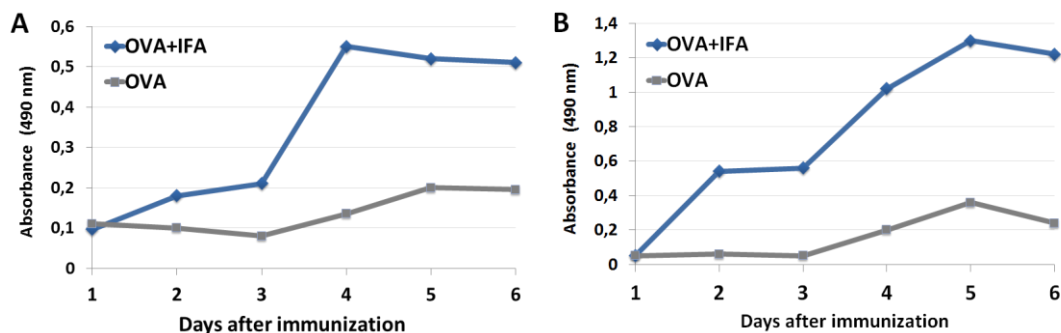 A
OVA+IFA
OVA
Absorbance (490 nm)
0,6
0,5
0,4
0,3
0,2
0,1
0
1 2 3 4 5 6
Days after immunization
B
OVA+IFA
OVA
Absorbance (490 nm)
1,4
1,2
1
0,8
0,6
0,4
0,2
0
1 2 3 4 5 6
Days after immunization